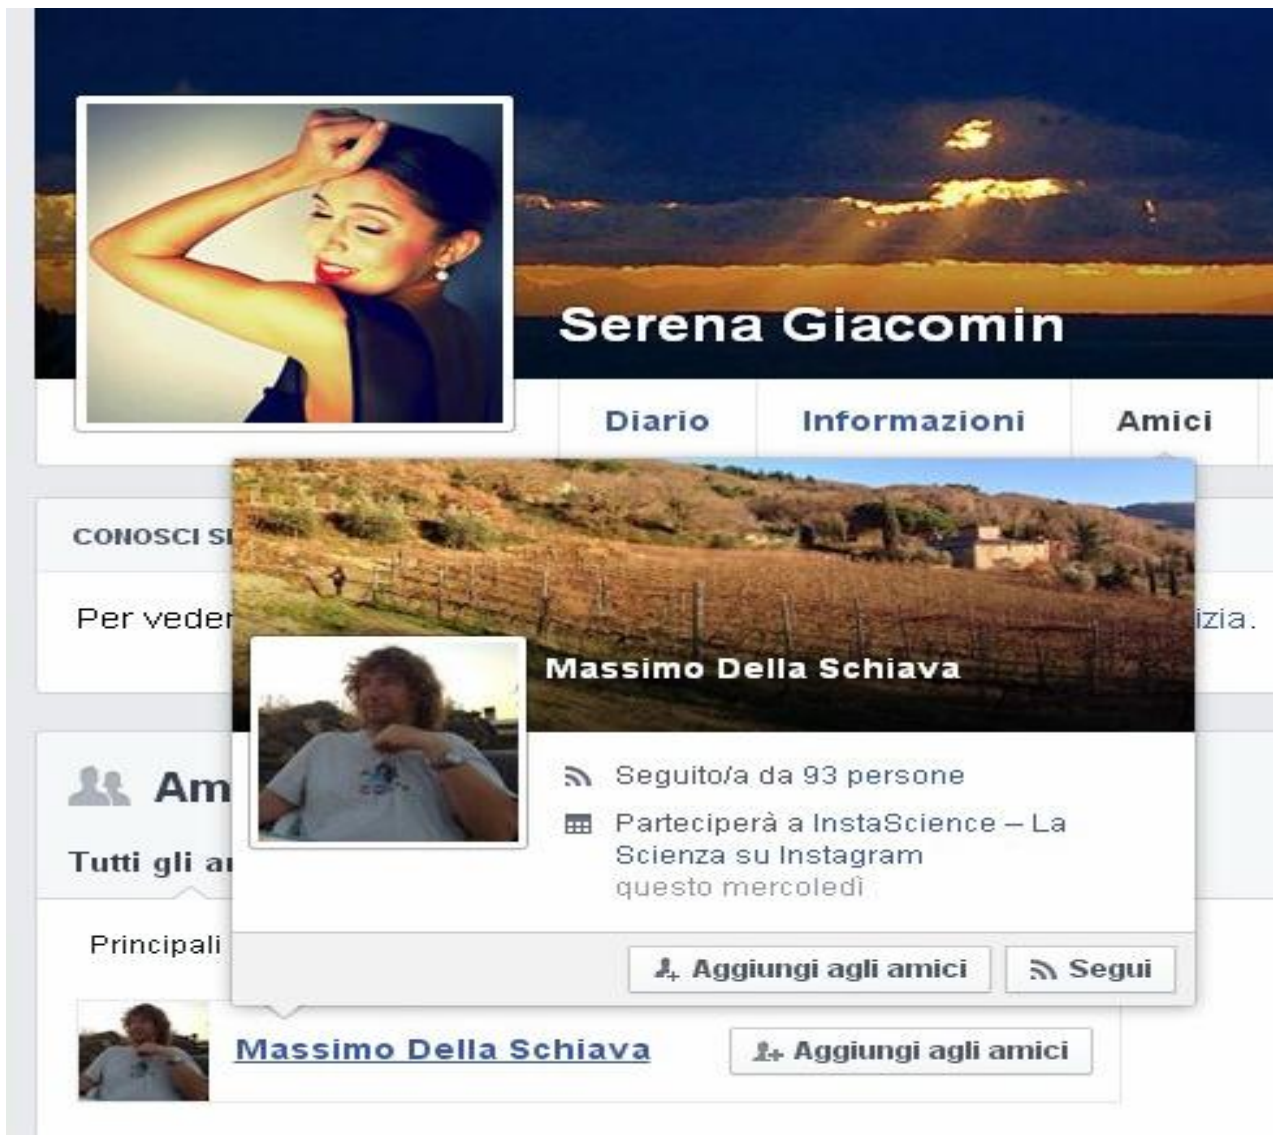 Serena Giacomin
Diario Informazioni Amici
CONOSCI
Per veder izia.
Massimo Della Schiava
Seguito/a da 93 persone
Parteciperà a InstaScience – La
Scienza su Instagram
questo mercoledì
Am
Tutti gli
Principali
Aggiungi agli amici Segui
Massimo Della Schiava Aggiungi agli amici